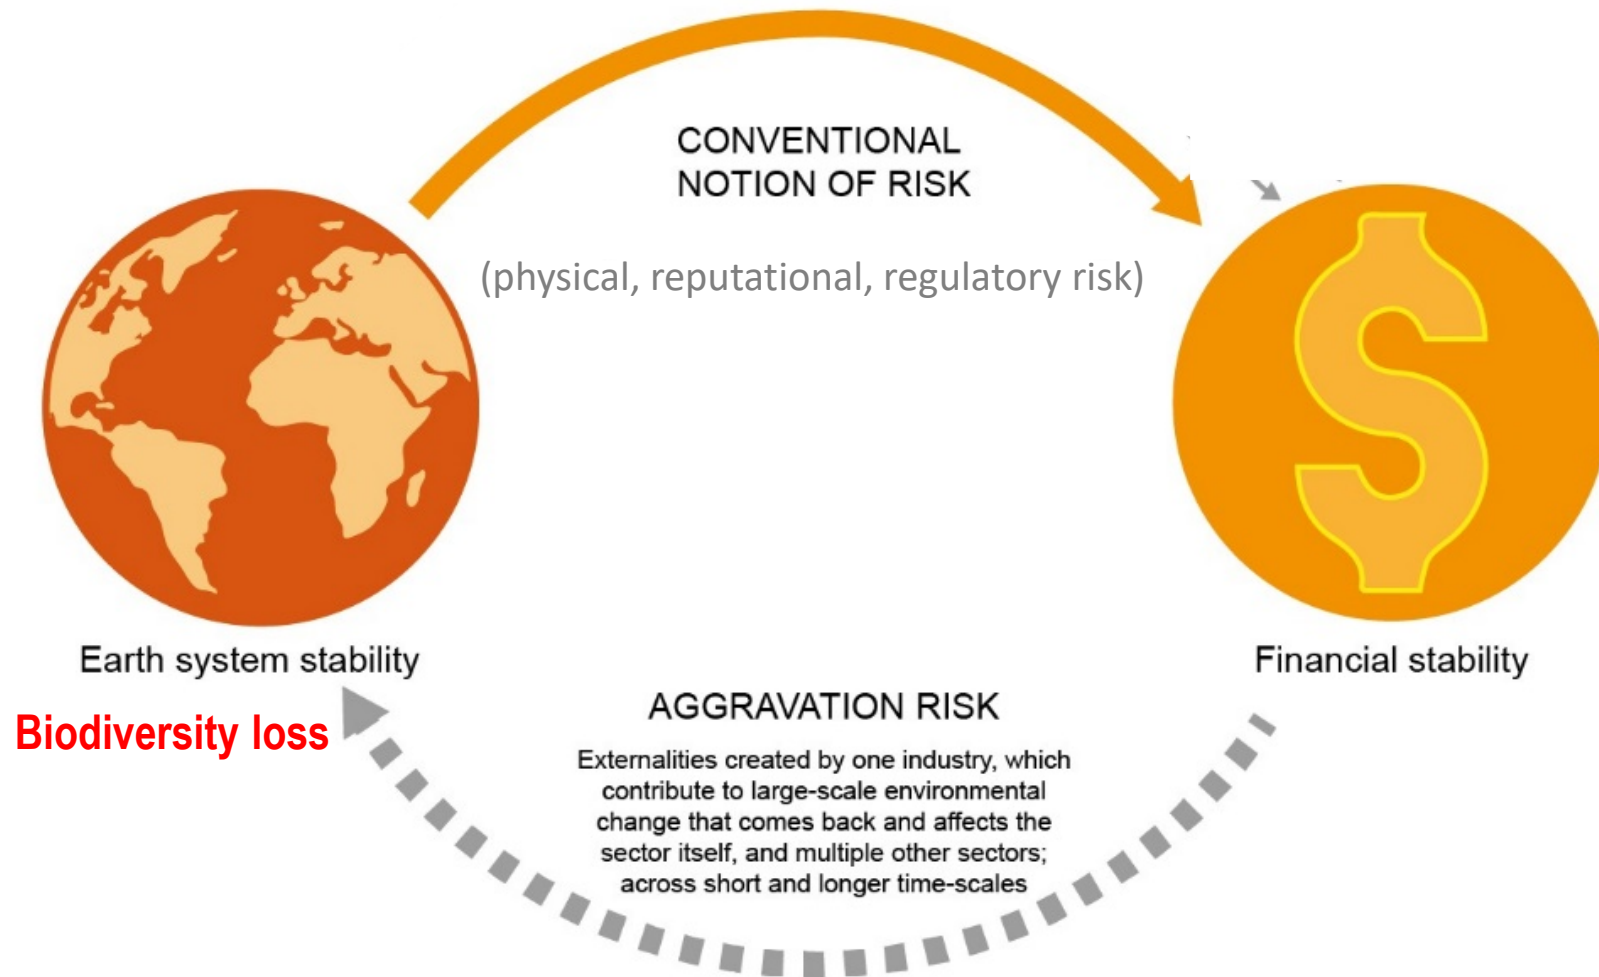 CONVENTIONAL
NOTION OF RISK
(physical, reputational, regulatory risk)
$
Earth system stability
Financial stability
Biodiversity loss
AGGRAVATION RISK
Externalities created by one industry, which
contribute to large-scale environmental
change that comes back and affects the
sector itself, and multiple other sectors;
across short and longer time-scales